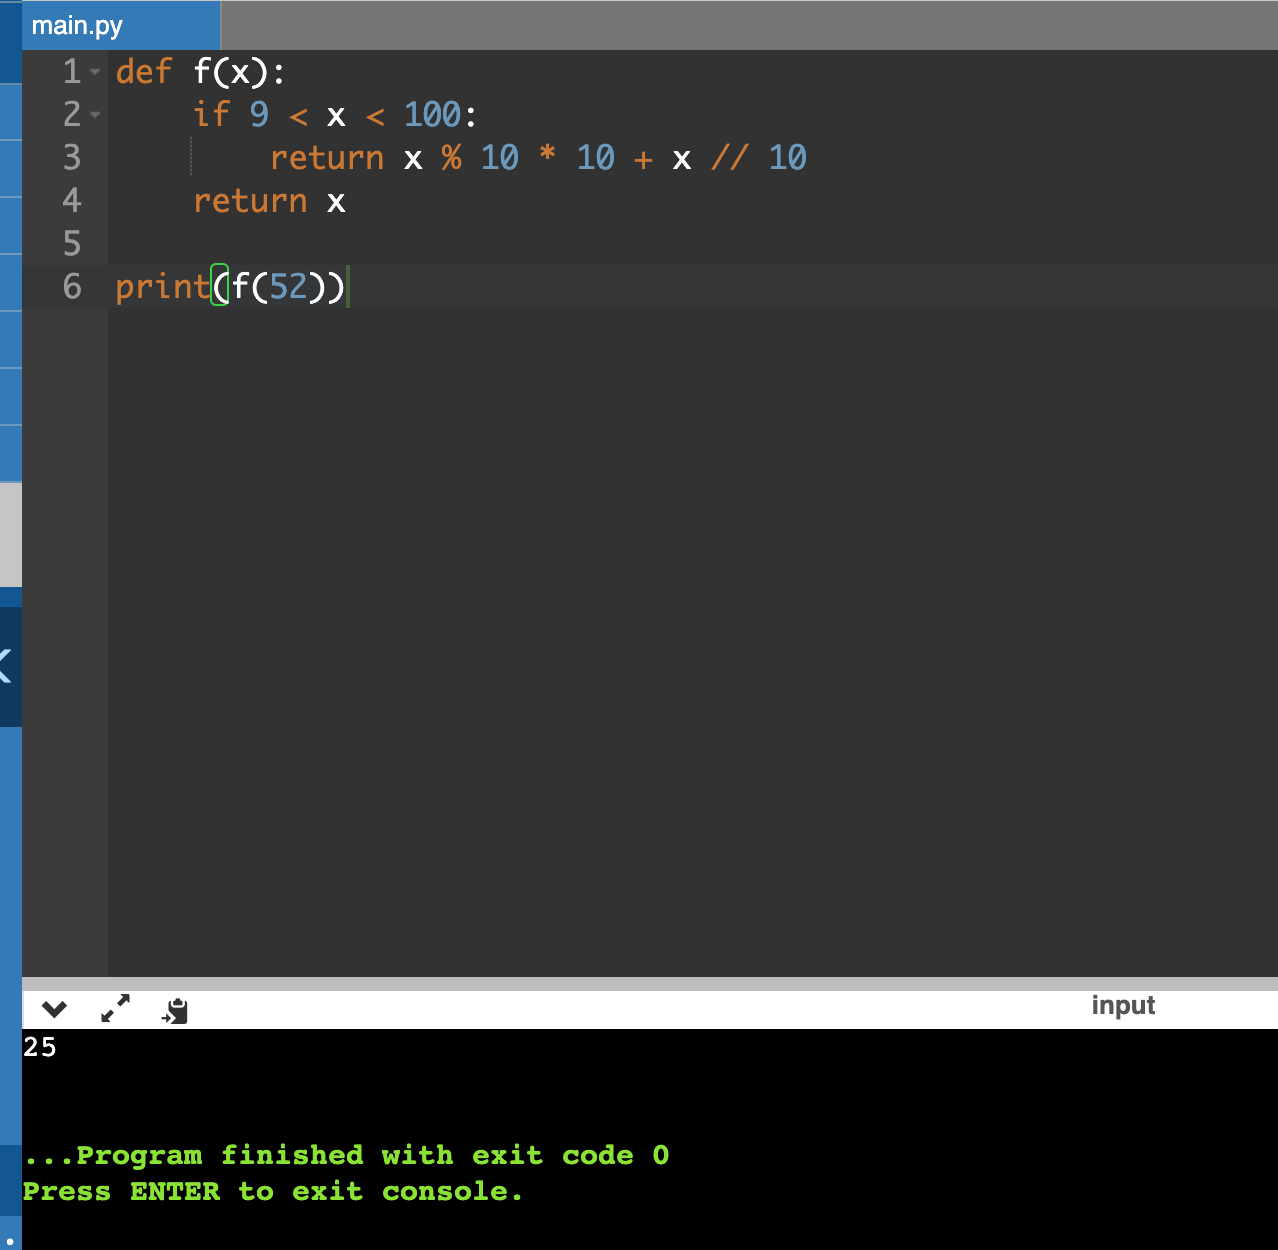 main.py
1 def f(x):
2     if 9 < x < 100:
3         return x % 10 * 10 + x // 10
4     return x
5
6 print(f(52))
input
25
...Program finished with exit code 0
Press ENTER to exit console.